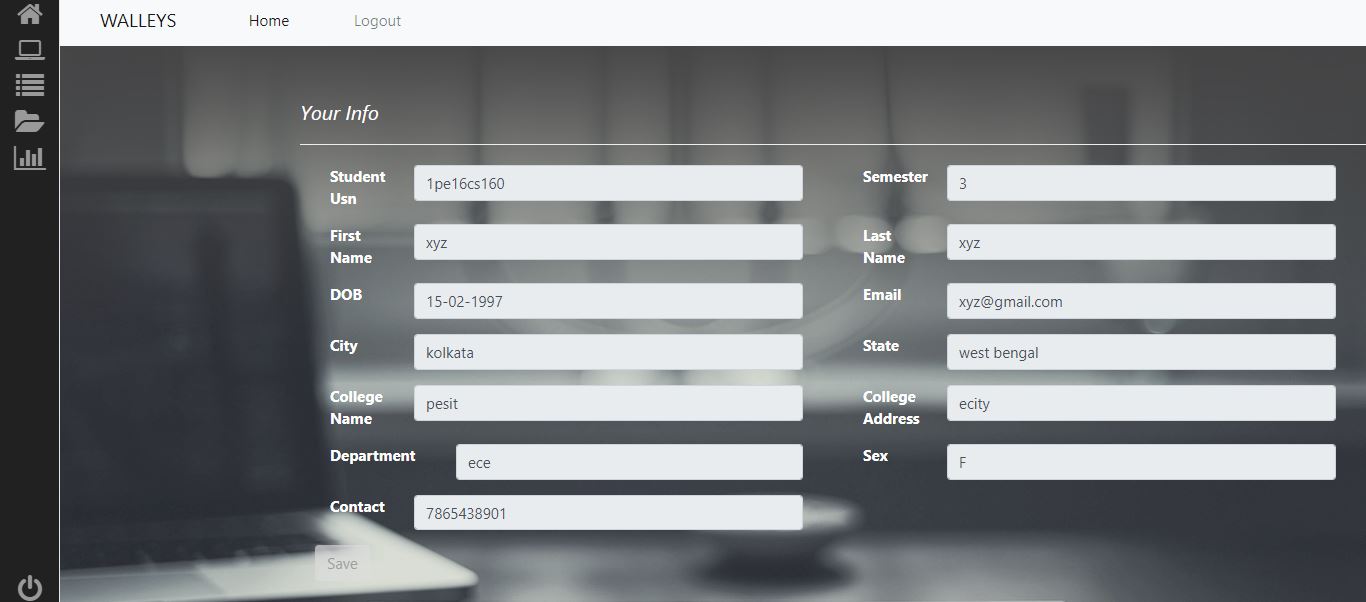 WALLEYS Home Logout
Your Info
Student Usn 1pe16cs160 Semester 3
First Name xyz Last Name xyz
DOB 15-02-1997 Email xyz@gmail.com
City kolkata State west bengal
College Name pesit College Address ecity
Department ece Sex F
Contact 7865438901
Save